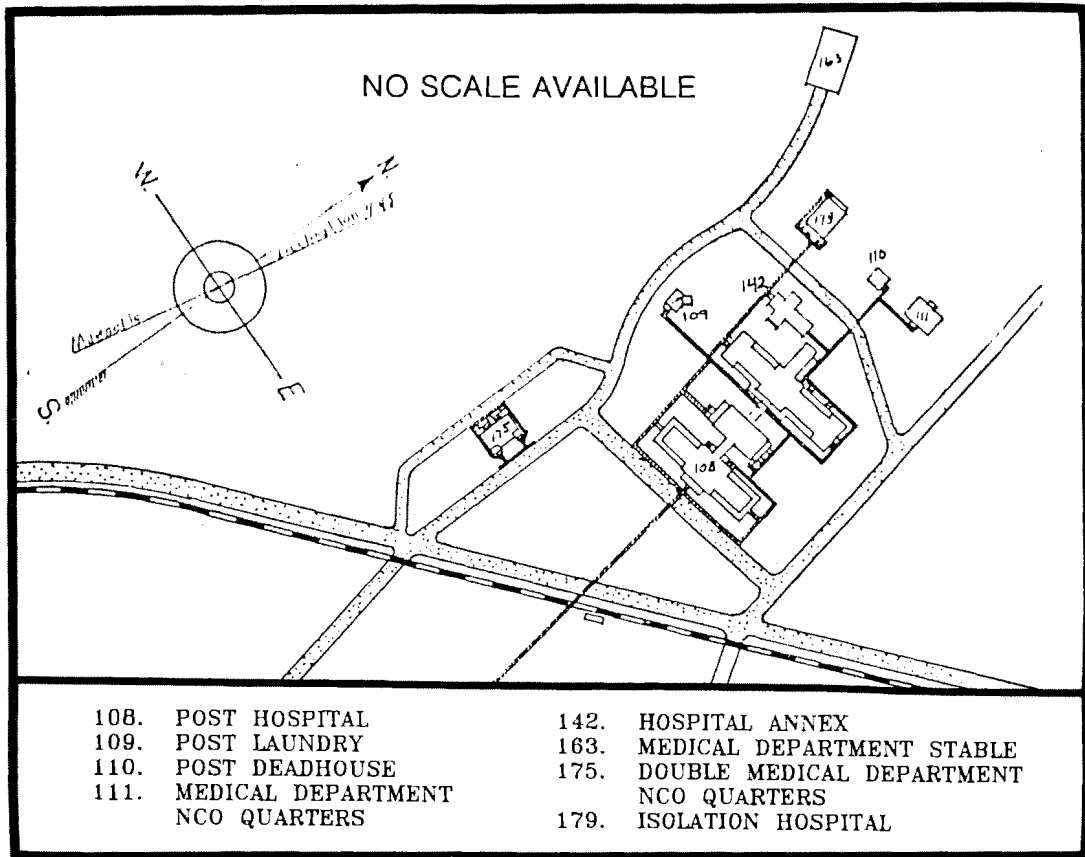 NO SCALE AVAILABLE
163
W.
N
Declination
Magnetic
S
E
179
110
111
142
109
175
108
108. POST HOSPITAL
109. POST LAUNDRY
110. POST DEADHOUSE
111. MEDICAL DEPARTMENT
NCO QUARTERS
142. HOSPITAL ANNEX
163. MEDICAL DEPARTMENT STABLE
175. DOUBLE MEDICAL DEPARTMENT
NCO QUARTERS
179. ISOLATION HOSPITAL